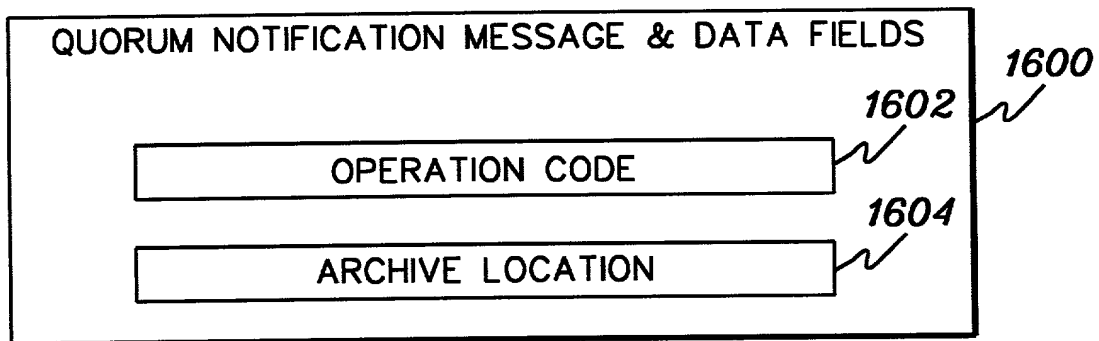 QUORUM NOTIFICATION MESSAGE & DATA FIELDS
1600
1602
OPERATION CODE
1604
ARCHIVE LOCATION